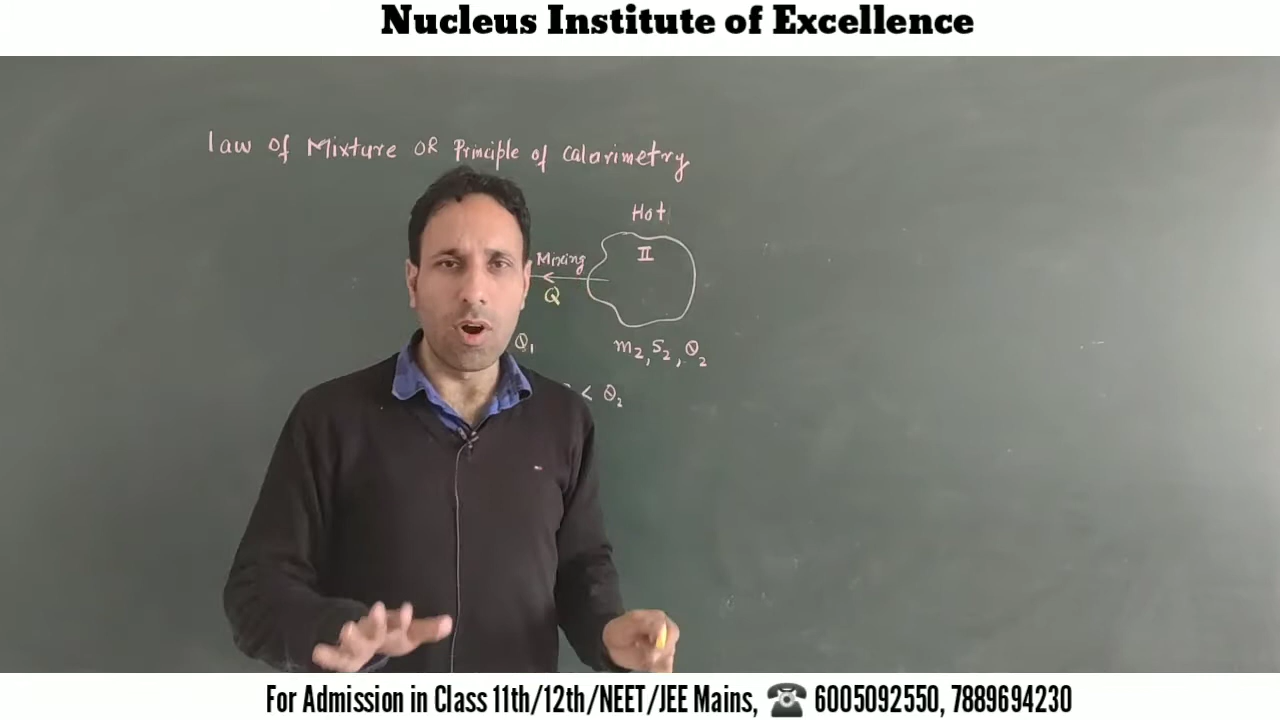 Nucleus Institute of Excellence
Law of Mixture OR Principle of Calorimetry
Hot
II
Mixing
Q
θ1
m2, S2, θ2
< θ2
For Admission in Class 11th/12th/NEET/JEE Mains, ☎ 6005092550, 7889694230